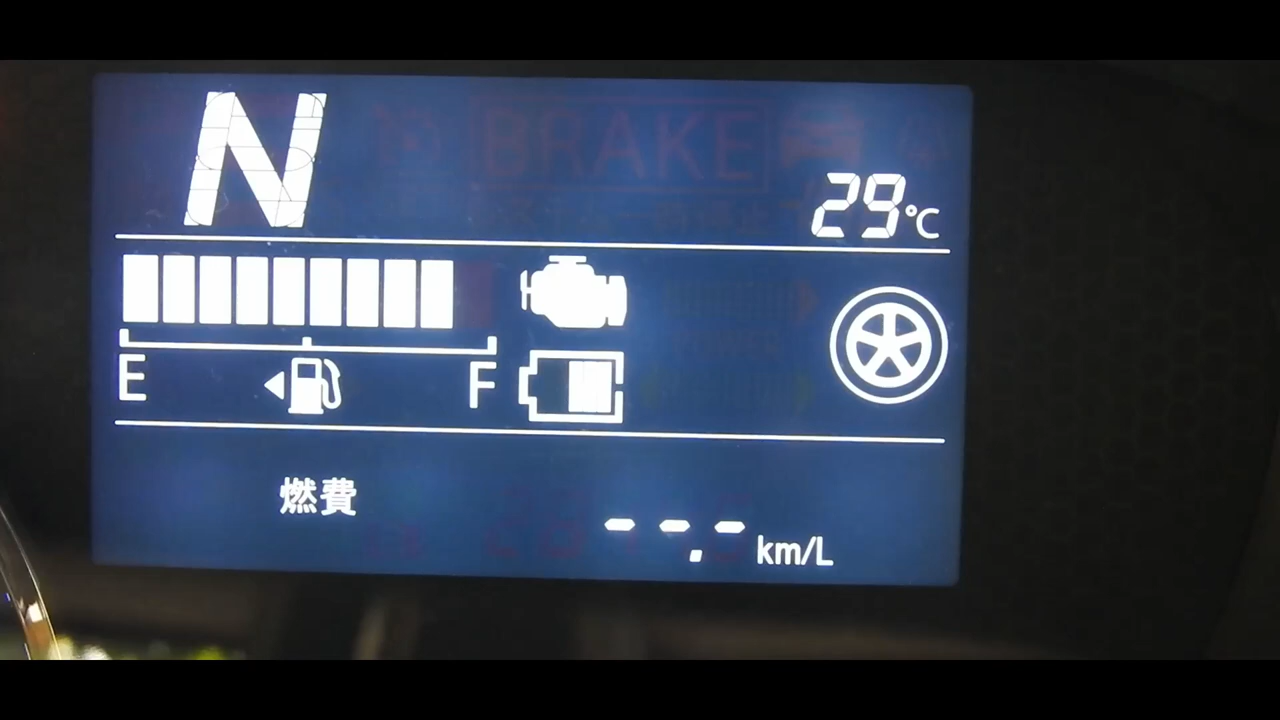 N
BRAKE
29°C
E F
燃費
--.- km/L